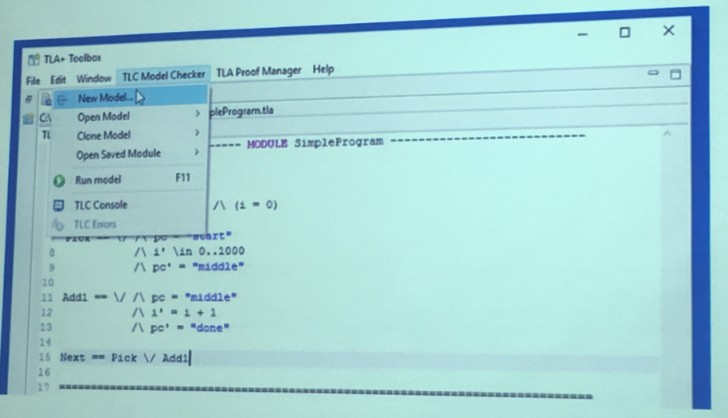 TLA+ Toolbox
File Edit Window TLC Model Checker TLA Proof Manager Help
New Model...
Open Model
Clone Model
Open Saved Module
Run model F11
TLC Console
TLC Errors
pleProgram.tla
---- MODULE SimpleProgram ----------------------------
/\ (i = 0)
Pick == \/ /\ pc = "start"
8 /\ i' \in 0..1000
9 /\ pc' = "middle"
10
11 Add1 == \/ /\ pc = "middle"
12 /\ i' = i + 1
13 /\ pc' = "done"
14
15 Next == Pick \/ Add1
16
17 =============================================================================